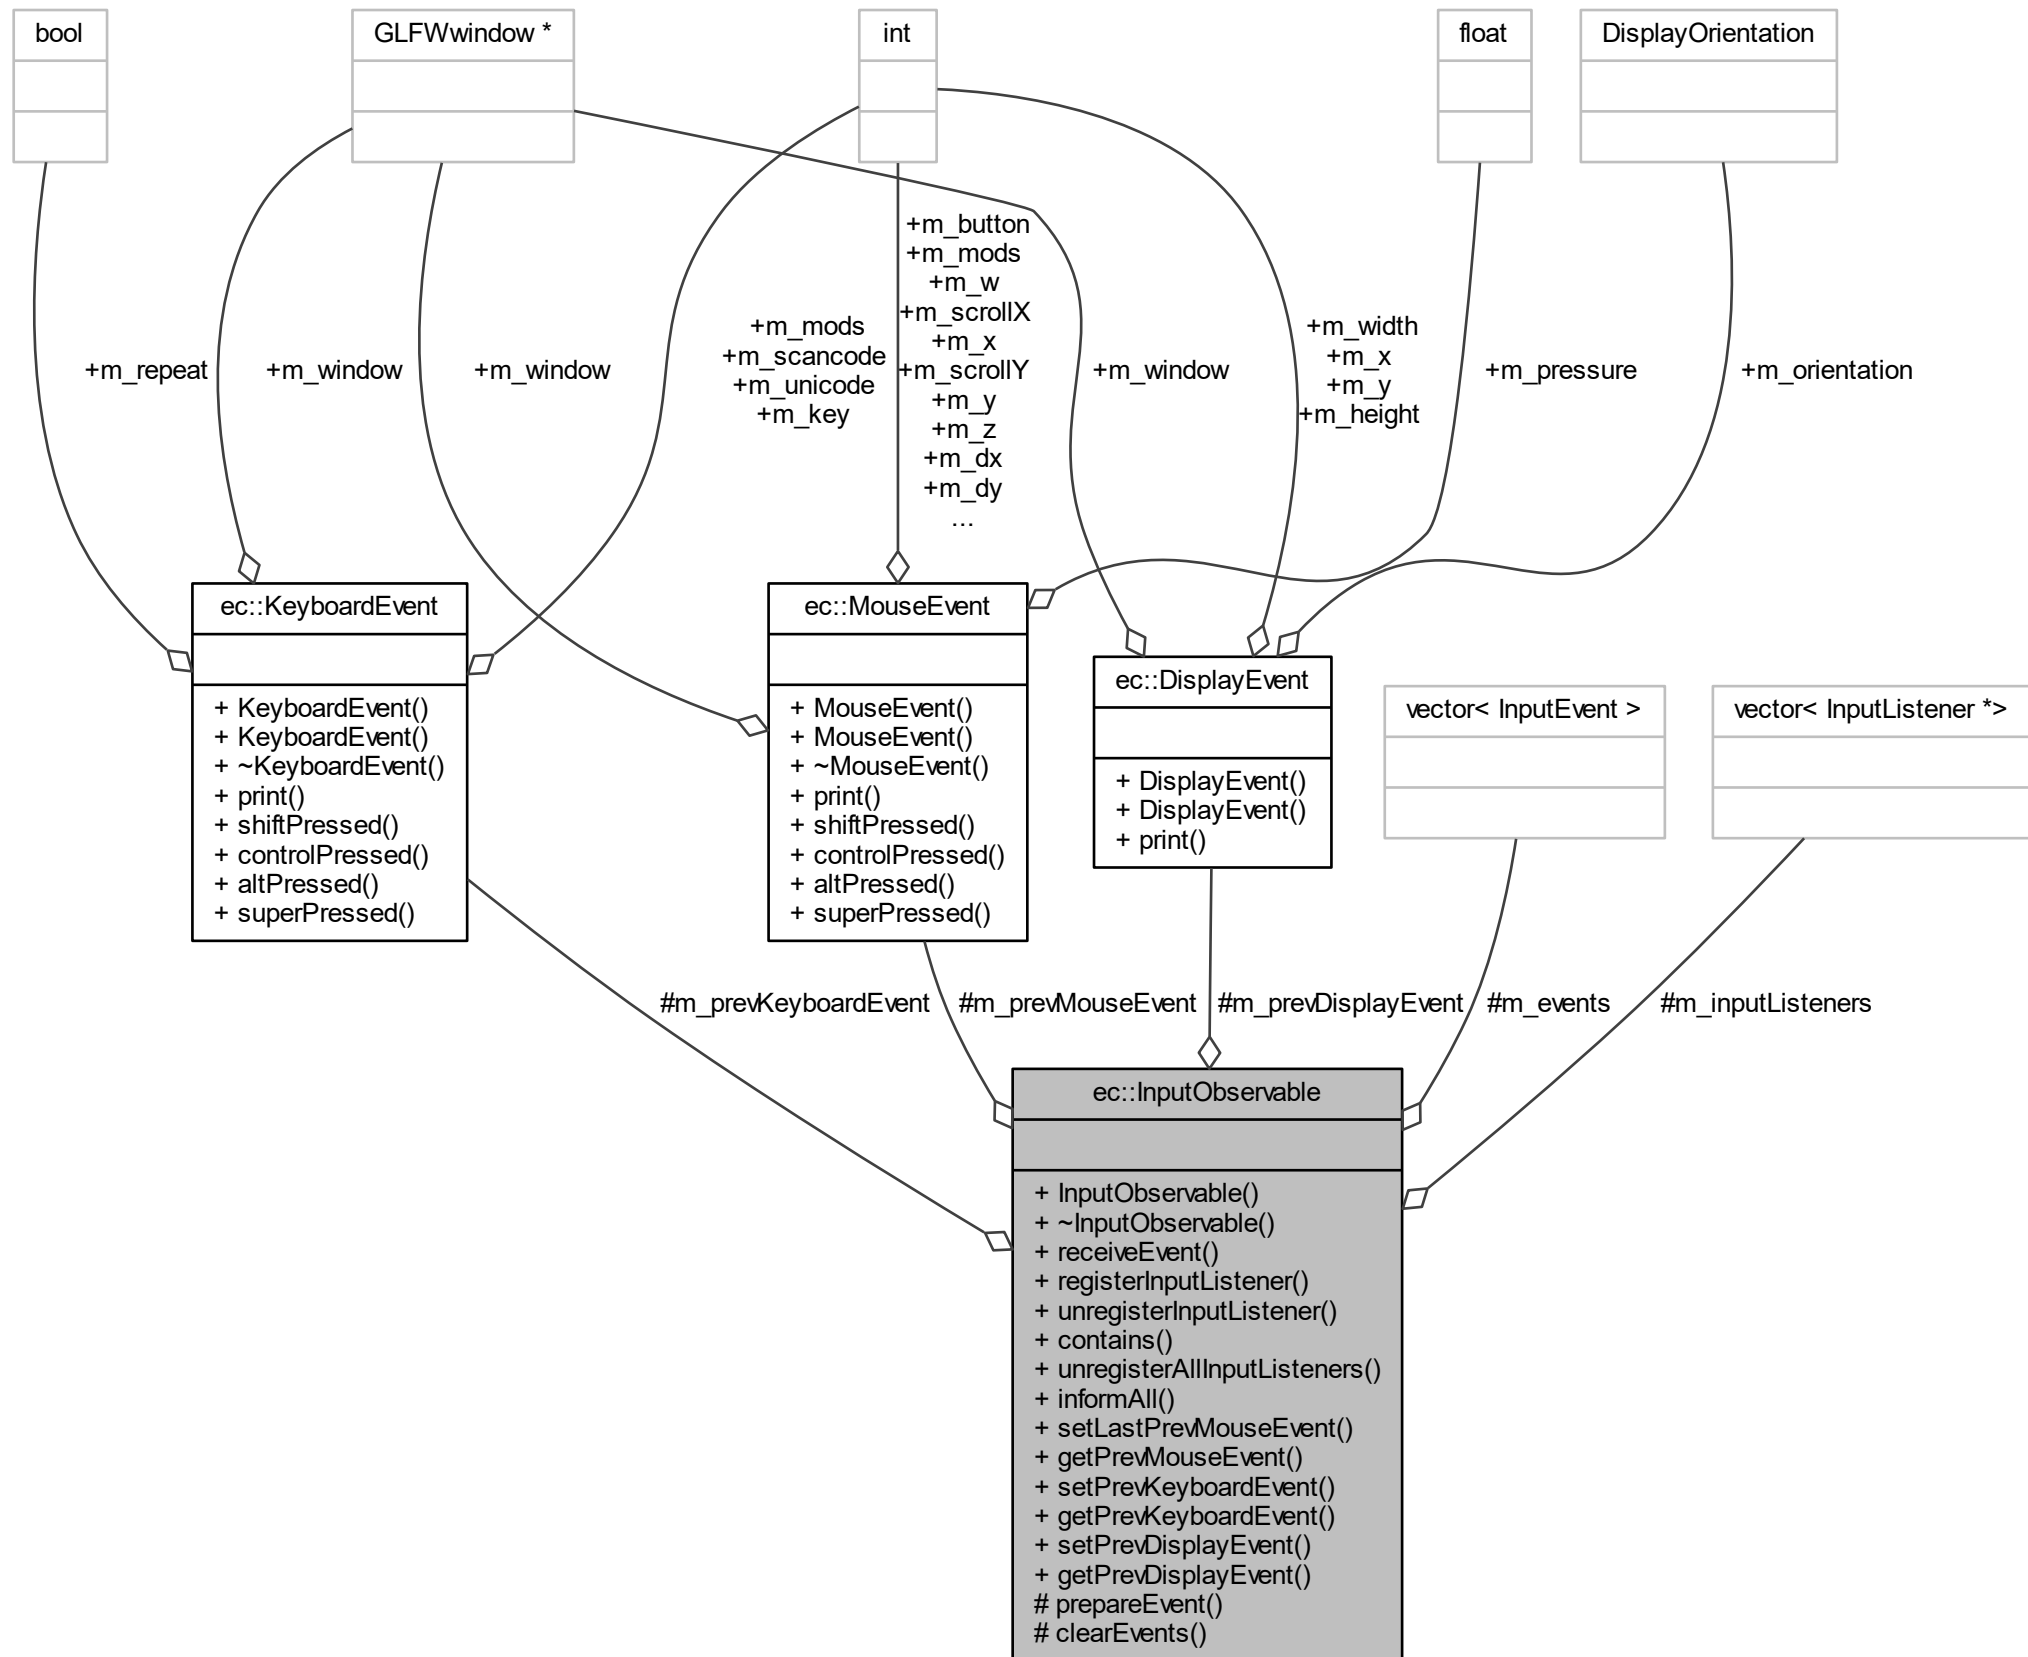 bool
GLFWwindow *
int
float
DisplayOrientation
+m_button
+m_mods
+m_w
+m_scrollX
+m_x
+m_scrollY
+m_y
+m_z
+m_dx
+m_dy
...
+m_mods
+m_scancode
+m_unicode
+m_key
+m_width
+m_x
+m_y
+m_height
+m_repeat
+m_window
+m_window
+m_window
+m_pressure
+m_orientation
ec::KeyboardEvent
+ KeyboardEvent()
+ KeyboardEvent()
+ ~KeyboardEvent()
+ print()
+ shiftPressed()
+ controlPressed()
+ altPressed()
+ superPressed()
ec::MouseEvent
+ MouseEvent()
+ MouseEvent()
+ ~MouseEvent()
+ print()
+ shiftPressed()
+ controlPressed()
+ altPressed()
+ superPressed()
ec::DisplayEvent
+ DisplayEvent()
+ DisplayEvent()
+ print()
vector< InputEvent >
vector< InputListener *>
#m_prevKeyboardEvent
#m_prevMouseEvent
#m_prevDisplayEvent
#m_events
#m_inputListeners
ec::InputObservable
+ InputObservable()
+ ~InputObservable()
+ receiveEvent()
+ registerInputListener()
+ unregisterInputListener()
+ contains()
+ unregisterAllInputListeners()
+ informAll()
+ setLastPrevMouseEvent()
+ getPrevMouseEvent()
+ setPrevKeyboardEvent()
+ getPrevKeyboardEvent()
+ setPrevDisplayEvent()
+ getPrevDisplayEvent()
# prepareEvent()
# clearEvents()